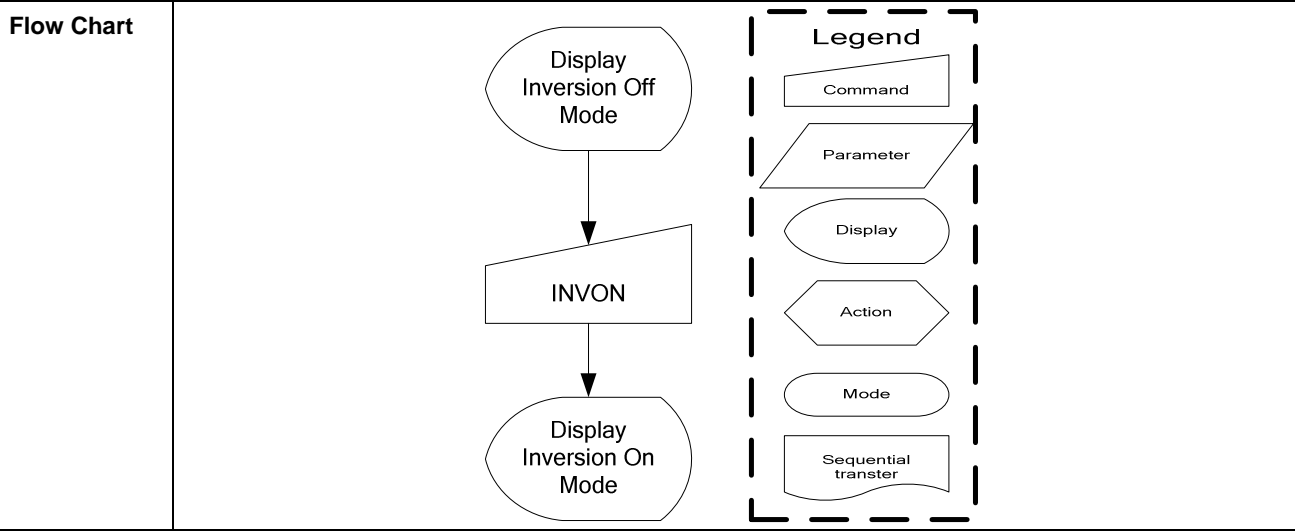 Flow Chart
Display
Inversion Off
Mode
INVON
Display
Inversion On
Mode
Legend
Command
Parameter
Display
Action
Mode
Sequential
transter